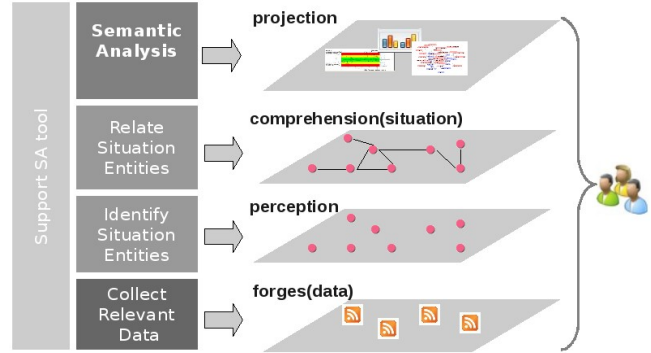 Support SA tool
Semantic
Analysis
projection
Relate
Situation
Entities
comprehension(situation)
Identify
Situation
Entities
perception
Collect
Relevant
Data
forges(data)